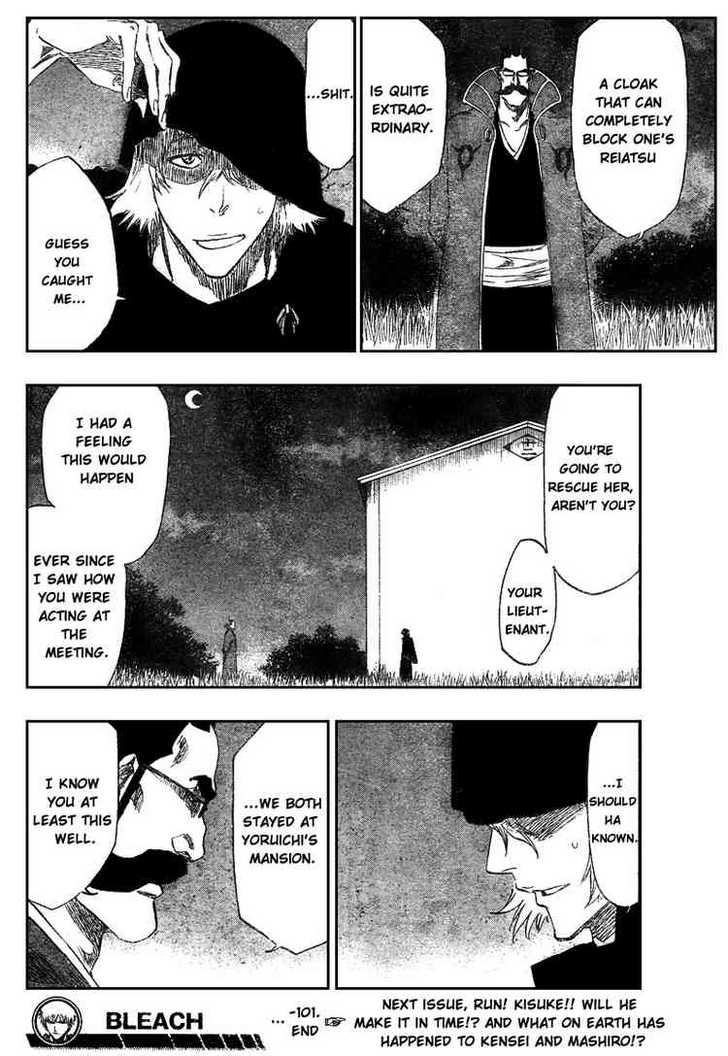 A CLOAK
THAT CAN
COMPLETELY
BLOCK ONE'S
REIATSU
IS QUITE
EXTRAO-
RDINARY.
...SHIT.
GUESS
YOU
CAUGHT
ME...
YOU'RE
GOING TO
RESCUE HER,
AREN'T YOU?
YOUR
LIEUT-
ENANT.
I HAD A
FEELING
THIS WOULD
HAPPEN
EVER SINCE
I SAW HOW
YOU WERE
ACTING AT
THE
MEETING.
...I
SHOULD
HA
KNOWN.
...WE BOTH
STAYED AT
YORUICHI'S
MANSION.
I KNOW
YOU AT
LEAST THIS
WELL.
BLEACH
... -101.
END
☞ NEXT ISSUE, RUN! KISUKE!! WILL HE
MAKE IT IN TIME!? AND WHAT ON EARTH HAS
HAPPENED TO KENSEI AND MASHIRO!?